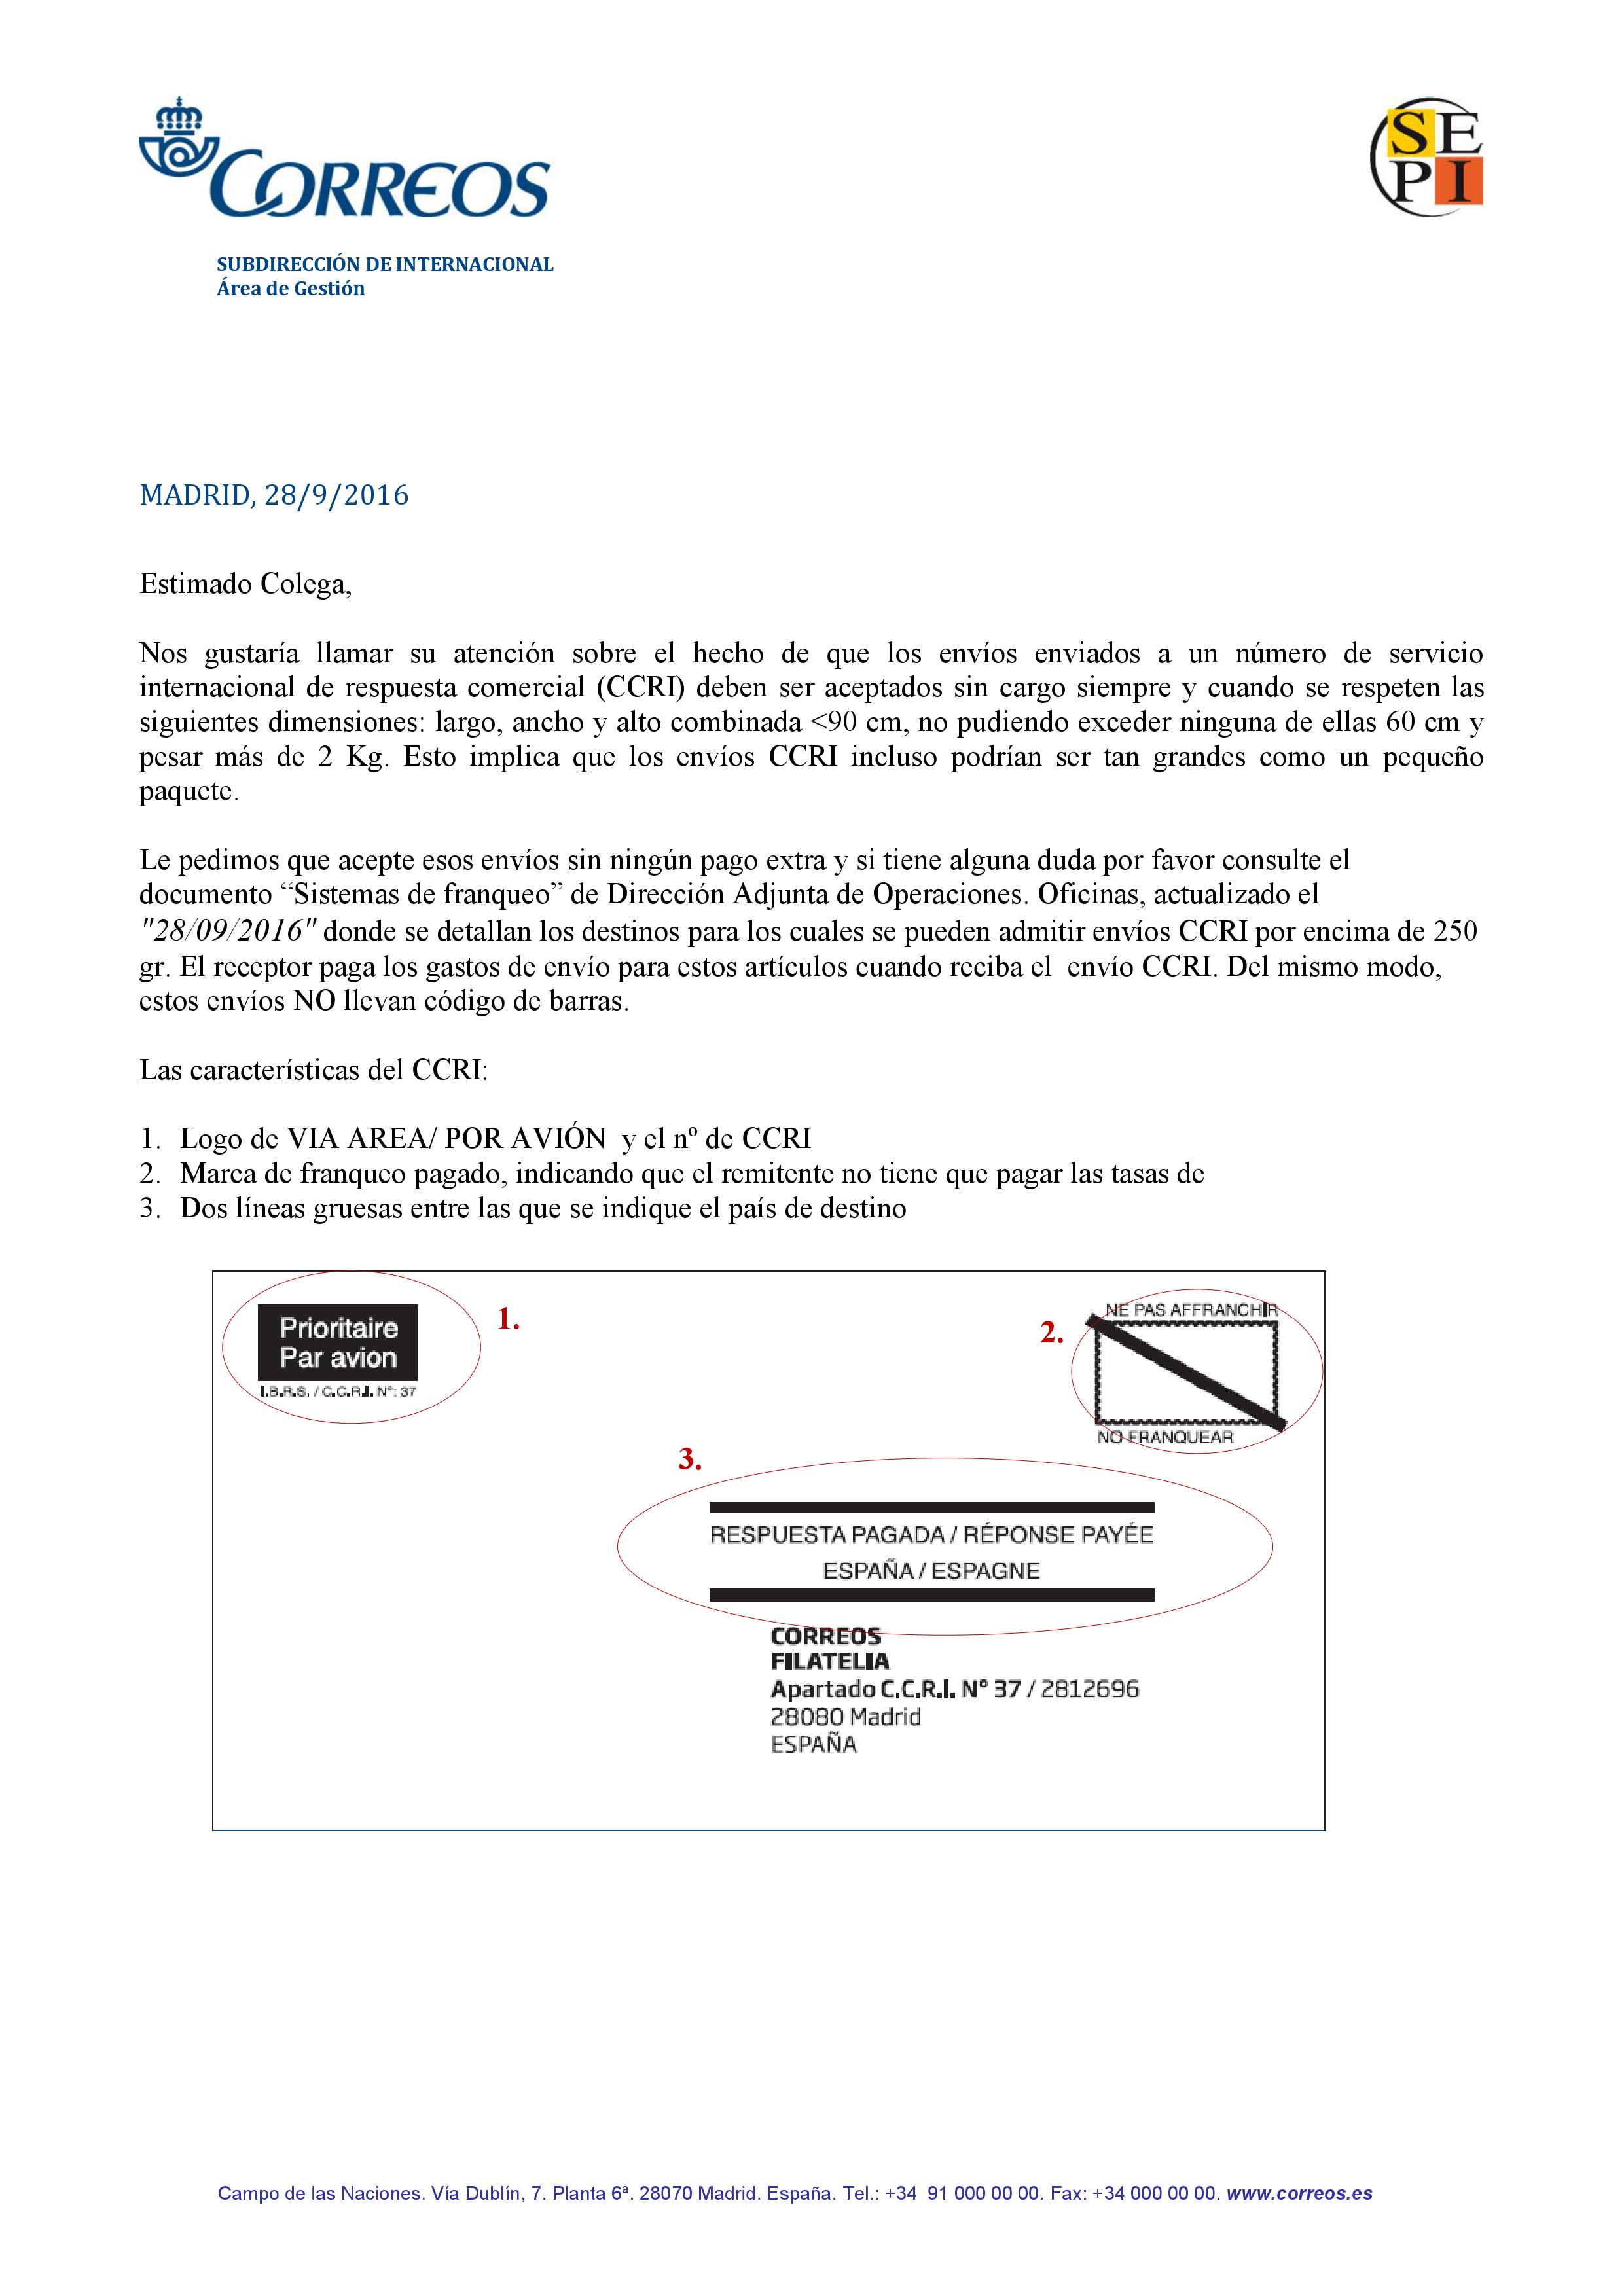 CORREOS
SE
PI
SUBDIRECCIÓN DE INTERNACIONAL
Área de Gestión
MADRID, 28/9/2016
Estimado Colega,
Nos gustaría llamar su atención sobre el hecho de que los envíos enviados a un número de servicio
internacional de respuesta comercial (CCRI) deben ser aceptados sin cargo siempre y cuando se respeten las
siguientes dimensiones: largo, ancho y alto combinada <90 cm, no pudiendo exceder ninguna de ellas 60 cm y
pesar más de 2 Kg. Esto implica que los envíos CCRI incluso podrían ser tan grandes como un pequeño
paquete.
Le pedimos que acepte esos envíos sin ningún pago extra y si tiene alguna duda por favor consulte el
documento “Sistemas de franqueo” de Dirección Adjunta de Operaciones. Oficinas, actualizado el
"28/09/2016" donde se detallan los destinos para los cuales se pueden admitir envíos CCRI por encima de 250
gr. El receptor paga los gastos de envío para estos artículos cuando reciba el envío CCRI. Del mismo modo,
estos envíos NO llevan código de barras.
Las características del CCRI:
1. Logo de VIA AREA/ POR AVIÓN y el nº de CCRI
2. Marca de franqueo pagado, indicando que el remitente no tiene que pagar las tasas de
3. Dos líneas gruesas entre las que se indique el país de destino
Prioritaire
Par avion
I.B.R.S. / C.C.R.I. Nº: 37
1.
2.
NE PAS AFFRANCHIR
NO FRANQUEAR
3.
RESPUESTA PAGADA / RÉPONSE PAYÉE
ESPAÑA / ESPAGNE
CORREOS
FILATELIA
Apartado C.C.R.I. Nº 37 / 2812696
28080 Madrid
ESPAÑA
Campo de las Naciones. Vía Dublín, 7. Planta 6ª. 28070 Madrid. España. Tel.: +34 91 000 00 00. Fax: +34 000 00 00. www.correos.es